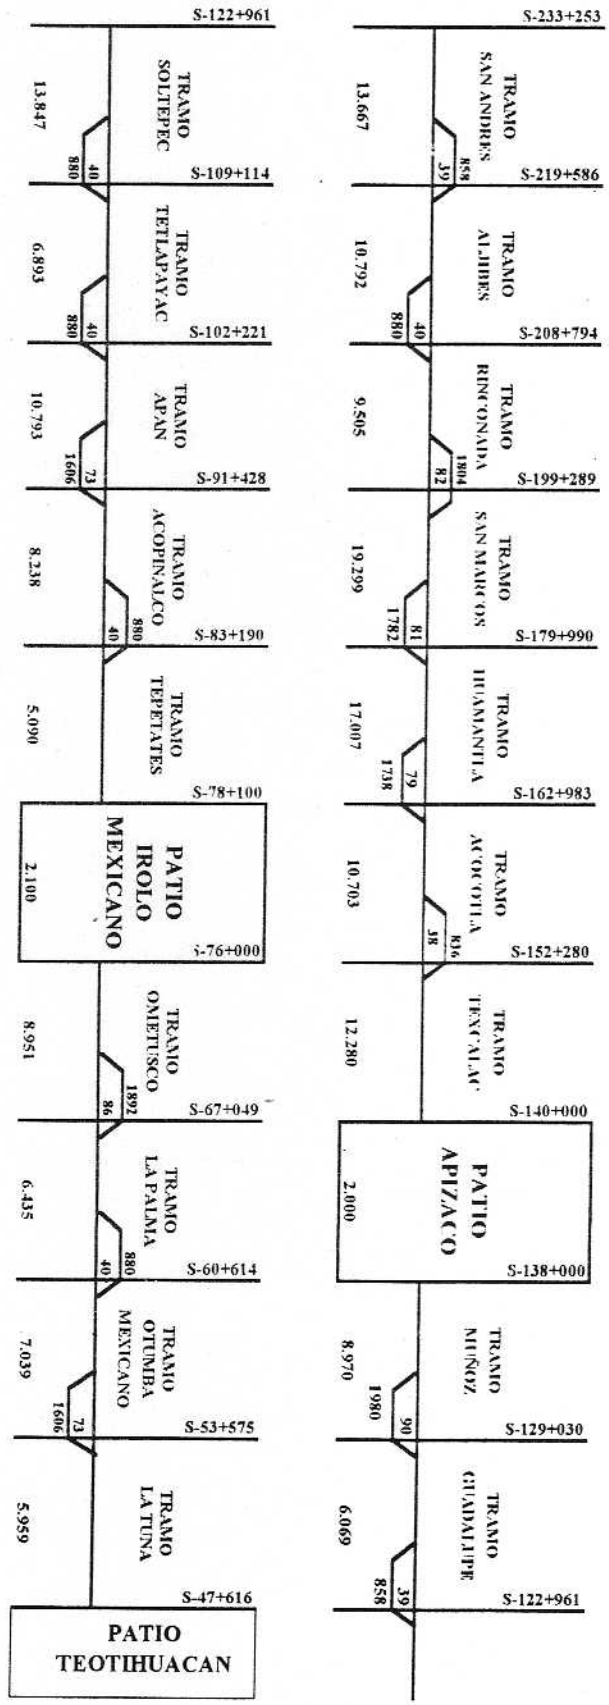 S-233+253
TRAMO
SAN ANDRES
13.667
858
39
S-219+586
TRAMO
ALJIBES
10.792
40
880
S-208+794
TRAMO
RINCONADA
9.505
1804
82
S-199+289
TRAMO
SAN MARCOS
19.299
81
1782
S-179+990
TRAMO
HUAMANTLA
17.007
79
1738
S-162+983
TRAMO
ACOCOTLA
10.703
836
38
S-152+280
TRAMO
TEXCALAC
12.280
S-140+000
PATIO
APIZACO
2.000
S-138+000
TRAMO
MUÑOZ
8.970
90
1980
S-129+030
TRAMO
GUADALUPE
6.069
39
858
S-122+961
S-122+961
TRAMO
SOLTEPEC
13.847
40
880
S-109+114
TRAMO
TETLAPAYAC
6.893
40
880
S-102+221
TRAMO
APAN
10.793
73
1606
S-91+428
TRAMO
ACOPINALCO
8.238
880
40
S-83+190
TRAMO
TEPETATES
5.090
S-78+100
PATIO
IROLO
MEXICANO
2.100
S-76+000
TRAMO
OMETUSCO
8.951
1892
86
S-67+049
TRAMO
LA PALMA
6.435
880
40
S-60+614
TRAMO
OTUMBA
MEXICANO
7.039
73
1606
S-53+575
TRAMO
LA TUNA
5.959
S-47+616
PATIO
TEOTIHUACAN